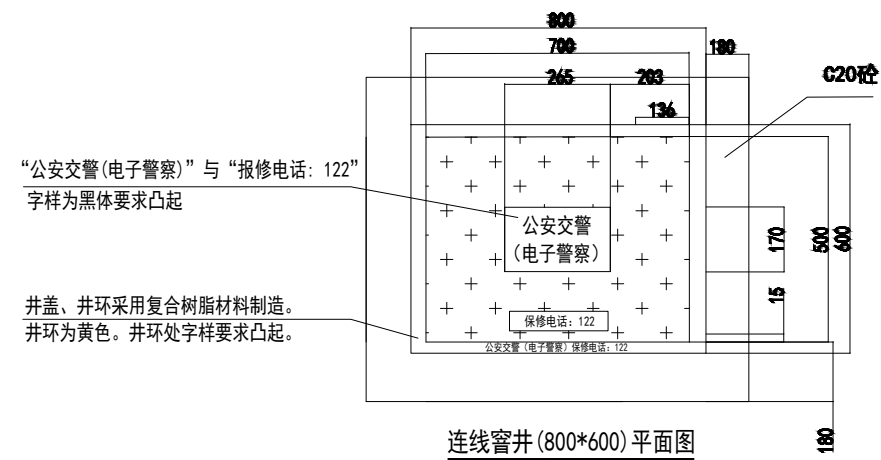 800
700
180
265
203
C20砼
136
“公安交警(电子警察)”与“报修电话: 122”
字样为黑体要求凸起
公安交警
(电子警察)
170
500
600
15
井盖、井环采用复合树脂材料制造。
井环为黄色。井环处字样要求凸起。
保修电话: 122
公安交警(电子警察)保修电话: 122
连线窨井(800*600)平面图
180